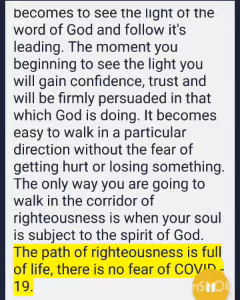 becomes to see the light of the
word of God and follow it's
leading. The moment you
beginning to see the light you
will gain confidence, trust and
will be firmly persuaded in that
which God is doing. It becomes
easy to walk in a particular
direction without the fear of
getting hurt or losing something.
The only way you are going to
walk in the corridor of
righteousness is when your soul
is subject to the spirit of God.
The path of righteousness is full
of life, there is no fear of COVID-
19.